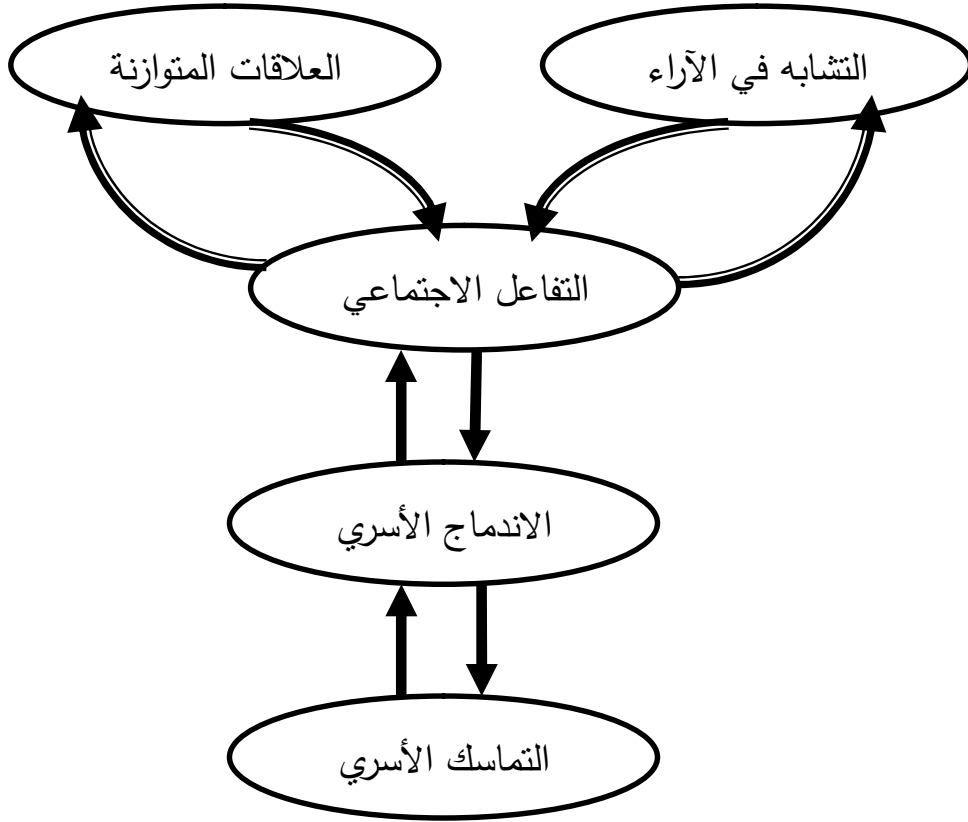 التشابه في الآراء
العلاقات المتوازنة
التفاعل الاجتماعي
الاندماج الأسري
التماسك الأسري